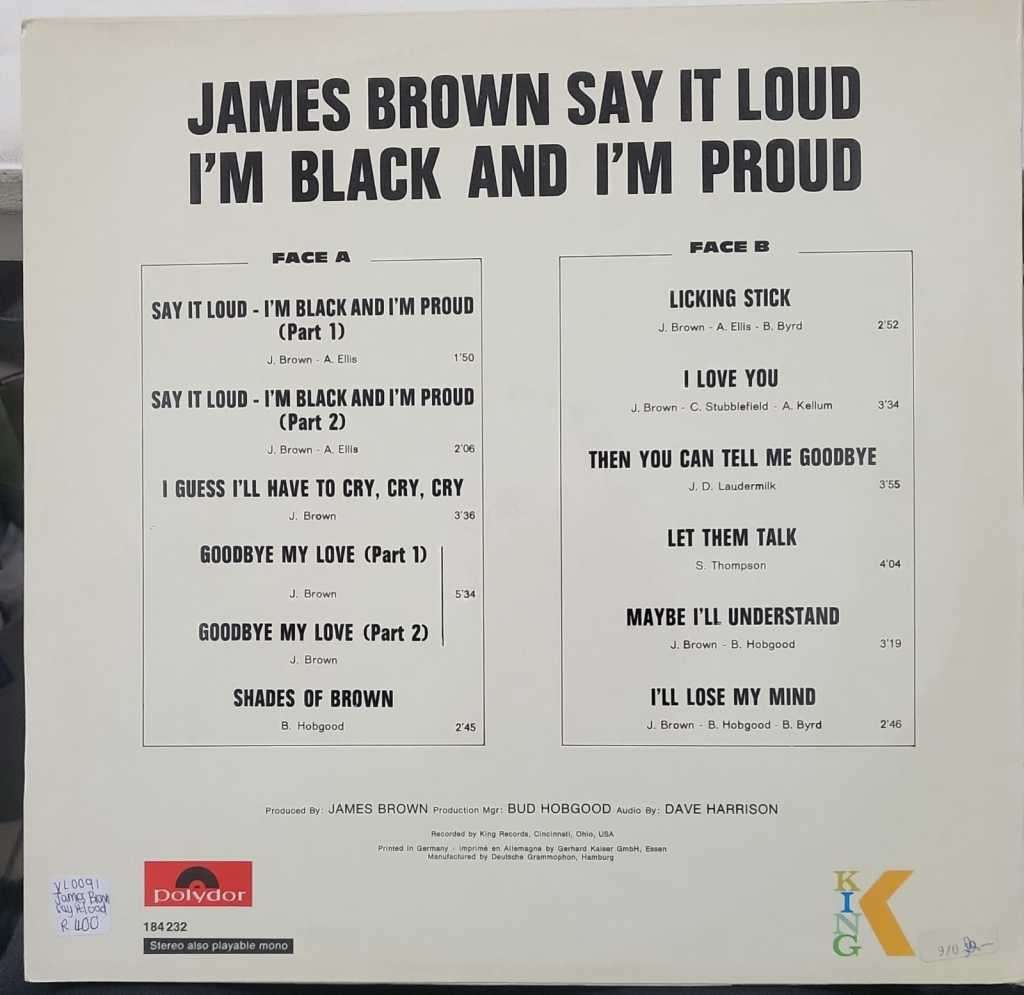 JAMES BROWN SAY IT LOUD
I'M BLACK AND I'M PROUD
FACE A
SAY IT LOUD - I'M BLACK AND I'M PROUD
(Part 1)
J. Brown - A. Ellis 1'50
SAY IT LOUD - I'M BLACK AND I'M PROUD
(Part 2)
J. Brown - A. Ellis 2'06
I GUESS I'LL HAVE TO CRY, CRY, CRY
J. Brown 3'36
GOODBYE MY LOVE (Part 1)
J. Brown 5'34
GOODBYE MY LOVE (Part 2)
J. Brown
SHADES OF BROWN
B. Hobgood 2'45
FACE B
LICKING STICK
J. Brown - A. Ellis - B. Byrd 2'52
I LOVE YOU
J. Brown - C. Stubblefield - A. Kellum 3'34
THEN YOU CAN TELL ME GOODBYE
J. D. Laudermilk 3'55
LET THEM TALK
S. Thompson 4'04
MAYBE I'LL UNDERSTAND
J. Brown - B. Hobgood 3'19
I'LL LOSE MY MIND
J. Brown - B. Hobgood - B. Byrd 2'46
Produced By: JAMES BROWN Production Mgr: BUD HOBGOOD Audio By: DAVE HARRISON
Recorded by King Records, Cincinnati, Ohio, USA
Printed in Germany - Imprimé en Allemagne by Gerhard Kaiser GmbH, Essen
Manufactured by Deutsche Grammophon, Hamburg
VL0091
James Brown
Say it loud
R 400
polydor
184 232
Stereo also playable mono
KING K